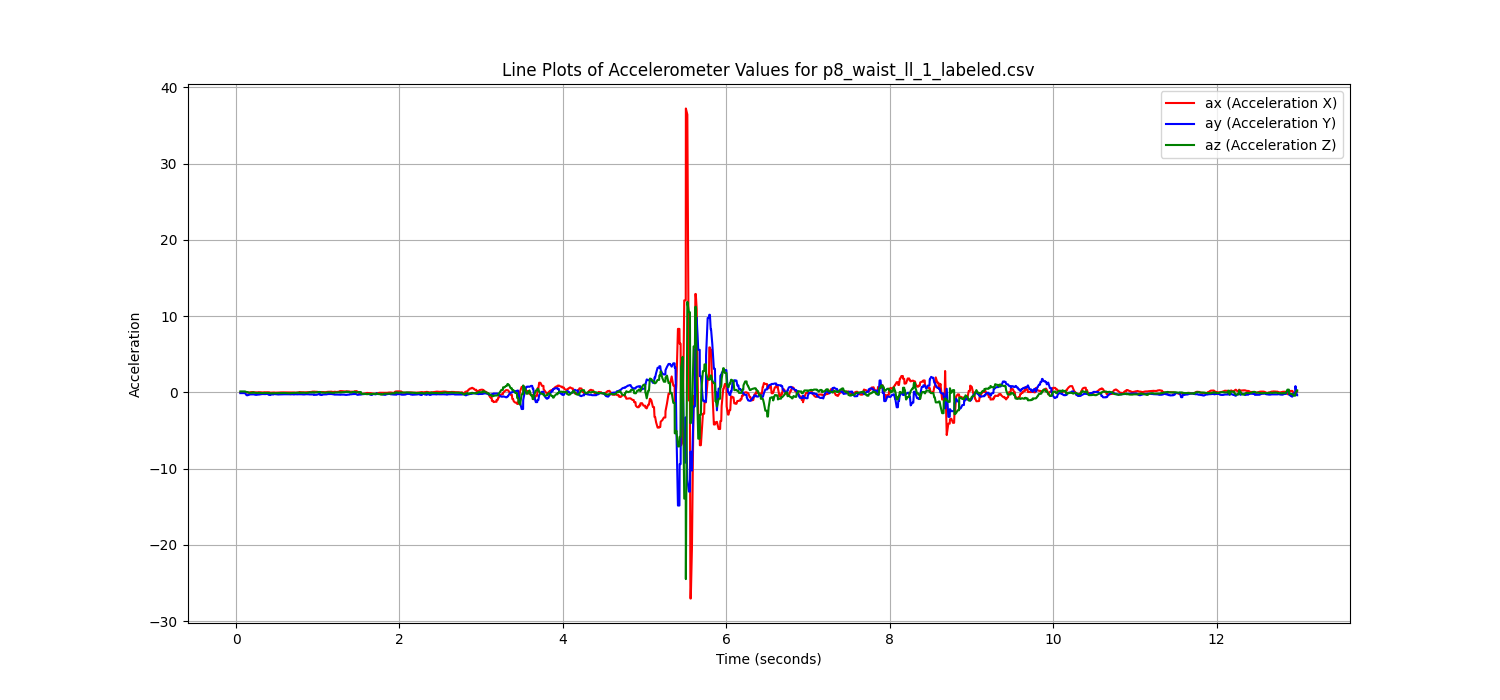 Line Plots of Accelerometer Values for p8_waist_ll_1_labeled.csv
ax (Acceleration X)
ay (Acceleration Y)
az (Acceleration Z)
Acceleration
40
30
20
10
0
−10
−20
−30
0 2 4 6 8 10 12
Time (seconds)